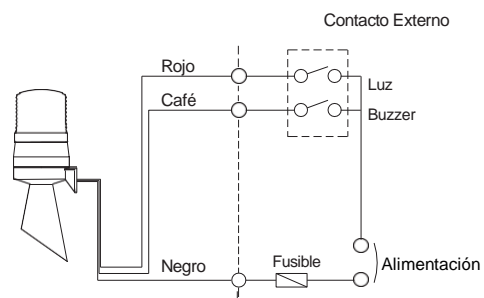 Contacto Externo
Rojo
Luz
Café
Buzzer
Negro
Fusible
Alimentación